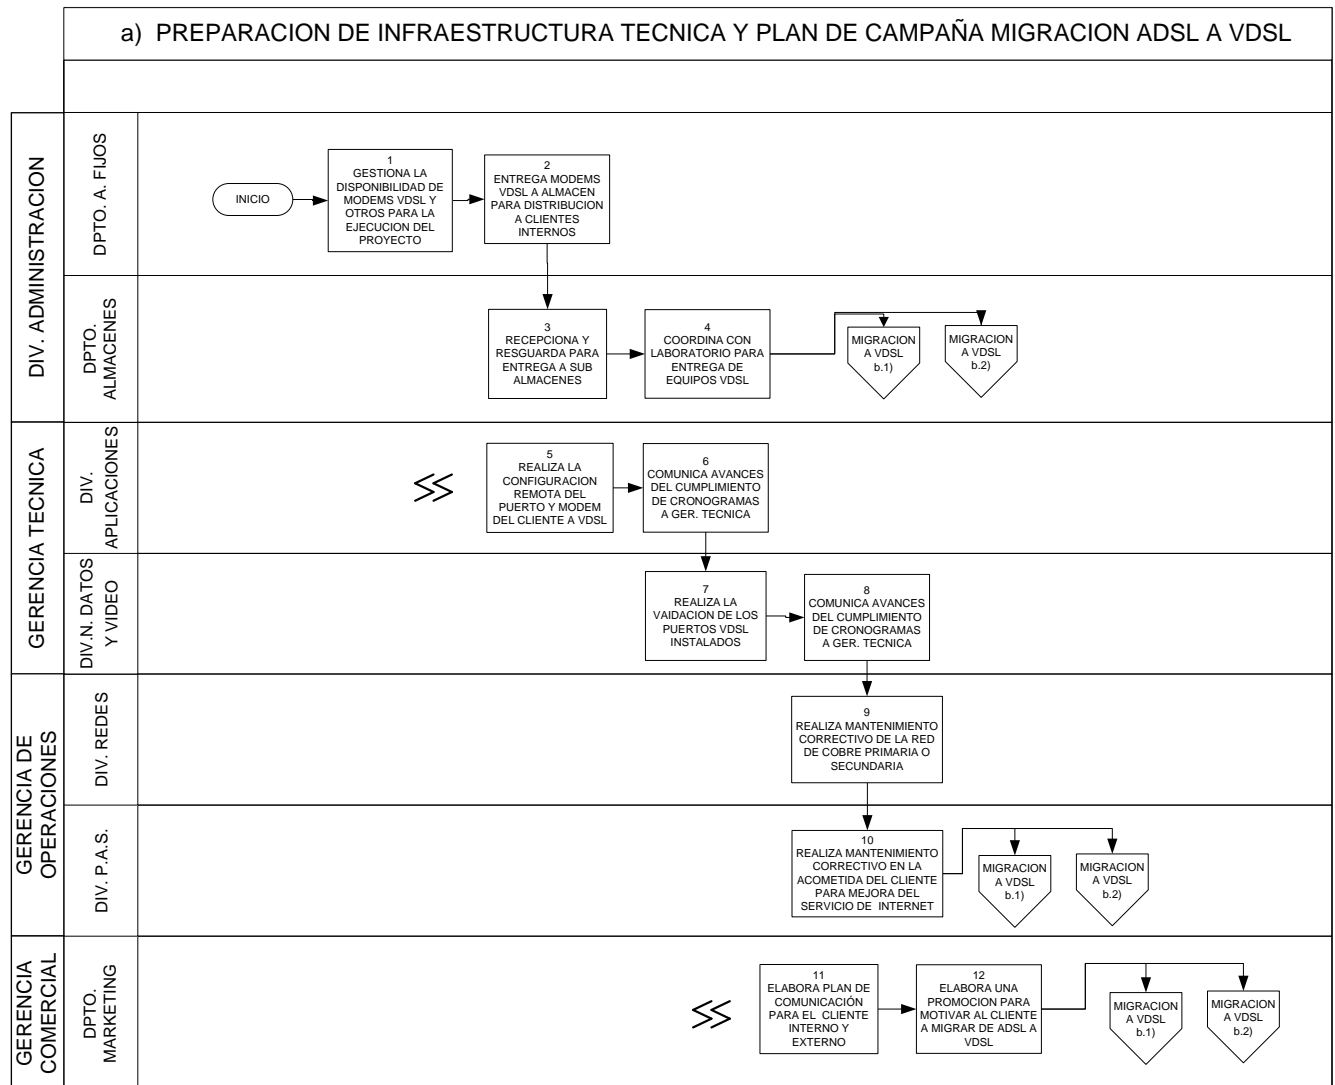 a) PREPARACION DE INFRAESTRUCTURA TECNICA Y PLAN DE CAMPAÑA MIGRACION ADSL A VDSL
DIV. ADMINISTRACION
DPTO. A. FIJOS
INICIO
1
GESTIONA LA
DISPONIBILIDAD DE
MODEMS VDSL Y
OTROS PARA LA
EJECUCION DEL
PROYECTO
2
ENTREGA MODEMS
VDSL A ALMACEN
PARA DISTRIBUCION
A CLIENTES
INTERNOS
DPTO.
ALMACENES
3
RECEPCIONA Y
RESGUARDA PARA
ENTREGA A SUB
ALMACENES
4
COORDINA CON
LABORATORIO PARA
ENTREGA DE
EQUIPOS VDSL
MIGRACION
A VDSL
b.1)
MIGRACION
A VDSL
b.2)
GERENCIA TECNICA
DIV.
APLICACIONES
5
REALIZA LA
CONFIGURACION
REMOTA DEL
PUERTO Y MODEM
DEL CLIENTE A VDSL
6
COMUNICA AVANCES
DEL CUMPLIMIENTO
DE CRONOGRAMAS
A GER. TECNICA
DIV.N. DATOS
Y VIDEO
7
REALIZA LA
VAIDACION DE LOS
PUERTOS VDSL
INSTALADOS
8
COMUNICA AVANCES
DEL CUMPLIMIENTO
DE CRONOGRAMAS
A GER. TECNICA
GERENCIA DE
OPERACIONES
DIV. REDES
9
REALIZA MANTENIMIENTO
CORRECTIVO DE LA RED
DE COBRE PRIMARIA O
SECUNDARIA
DIV. P.A.S.
10
REALIZA MANTENIMIENTO
CORRECTIVO EN LA
ACOMETIDA DEL CLIENTE
PARA MEJORA DEL
SERVICIO DE INTERNET
MIGRACION
A VDSL
b.1)
MIGRACION
A VDSL
b.2)
GERENCIA
COMERCIAL
DPTO.
MARKETING
11
ELABORA PLAN DE
COMUNICACIÓN
PARA EL CLIENTE
INTERNO Y
EXTERNO
12
ELABORA UNA
PROMOCION PARA
MOTIVAR AL CLIENTE
A MIGRAR DE ADSL A
VDSL
MIGRACION
A VDSL
b.1)
MIGRACION
A VDSL
b.2)